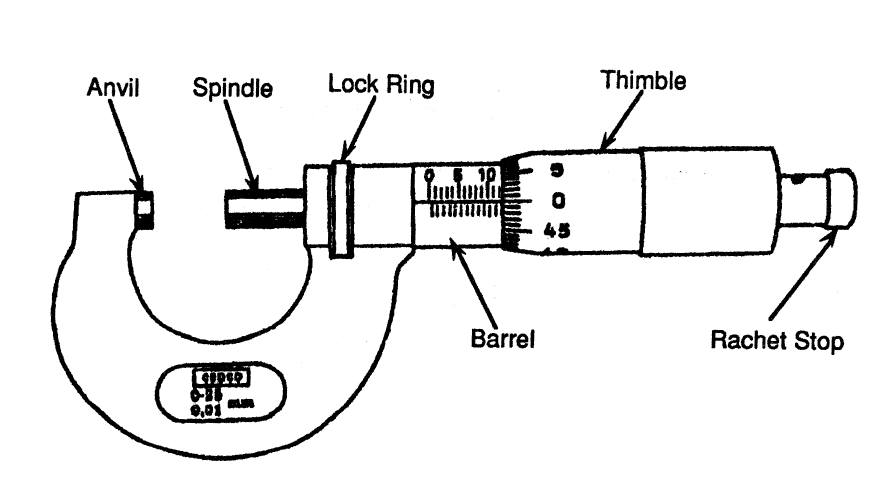 Anvil
Spindle
Lock Ring
Thimble
0 5 10
5
0
45
Barrel
Rachet Stop
0-25
0.01 mm